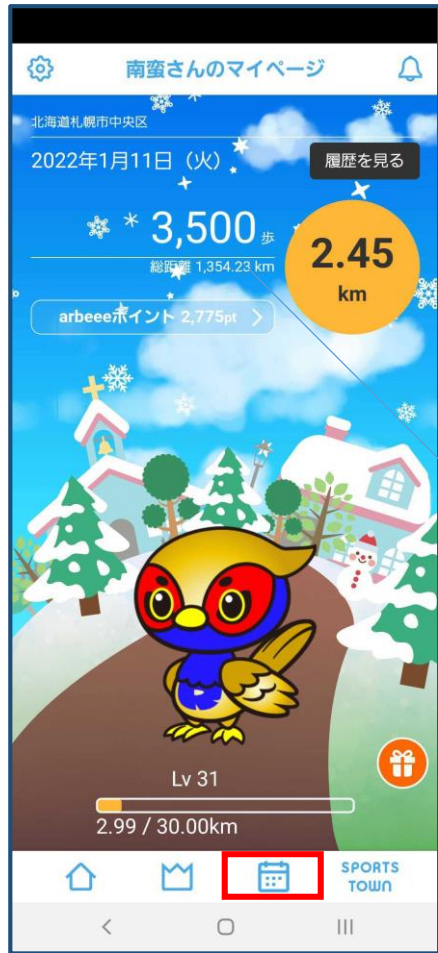 南蛮さんのマイページ
北海道札幌市中央区
2022年1月11日（火）
履歴を見る
3,500 歩
総距離 1,354.23 km
2.45
km
arbeeeポイント 2,775pt
Lv 31
2.99 / 30.00km
SPORTS
TOWN